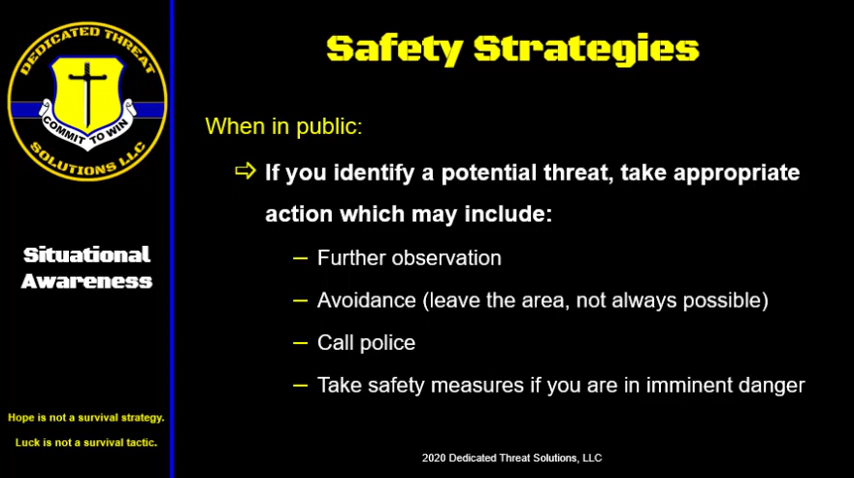 DEDICATED THREAT
COMMIT TO WIN
SOLUTIONS LLC
Situational
Awareness
Hope is not a survival strategy.
Luck is not a survival tactic.
Safety Strategies
When in public:
⇨ If you identify a potential threat, take appropriate
action which may include:
– Further observation
– Avoidance (leave the area, not always possible)
– Call police
– Take safety measures if you are in imminent danger
2020 Dedicated Threat Solutions, LLC